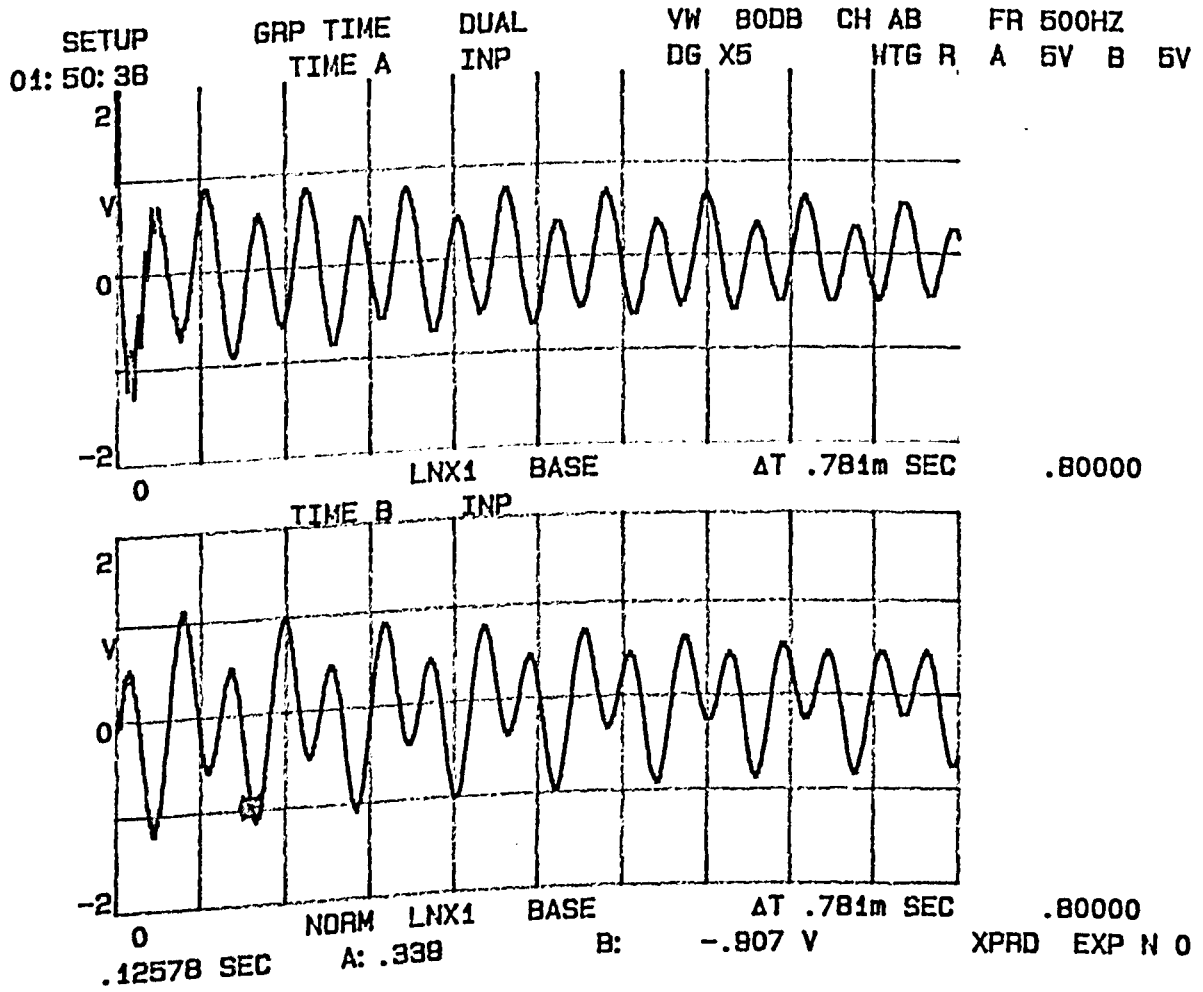 SETUP GRP TIME DUAL VW 80DB CH AB FR 500HZ
01:50:38 TIME A INP DG X5 WTG R A 5V B 5V
2
V
0
-2
0 LNX1 BASE ΔT .781m SEC .80000
TIME B INP
2
V
0
-2
0 NORM LNX1 BASE ΔT .781m SEC .80000
.12578 SEC A: .339 B: -.907 V XPRD EXP N 0